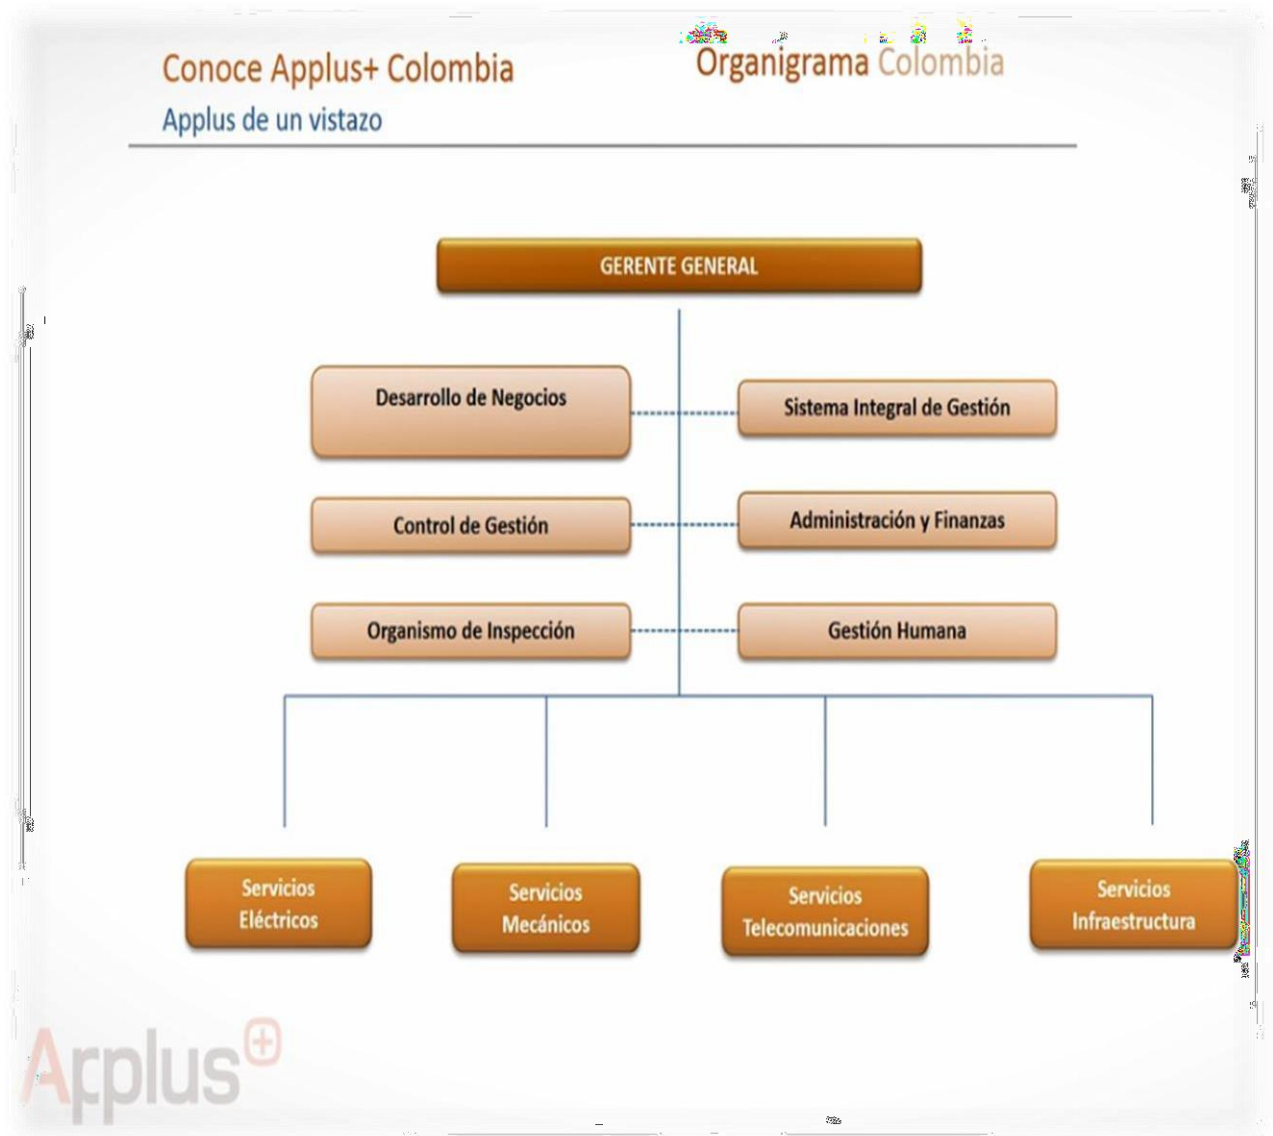 Conoce Applus+ Colombia
Organigrama Colombia
Applus de un vistazo
GERENTE GENERAL
Desarrollo de Negocios
Sistema Integral de Gestión
Control de Gestión
Administración y Finanzas
Organismo de Inspección
Gestión Humana
Servicios
Eléctricos
Servicios
Mecánicos
Servicios
Telecomunicaciones
Servicios
Infraestructura
Applus+